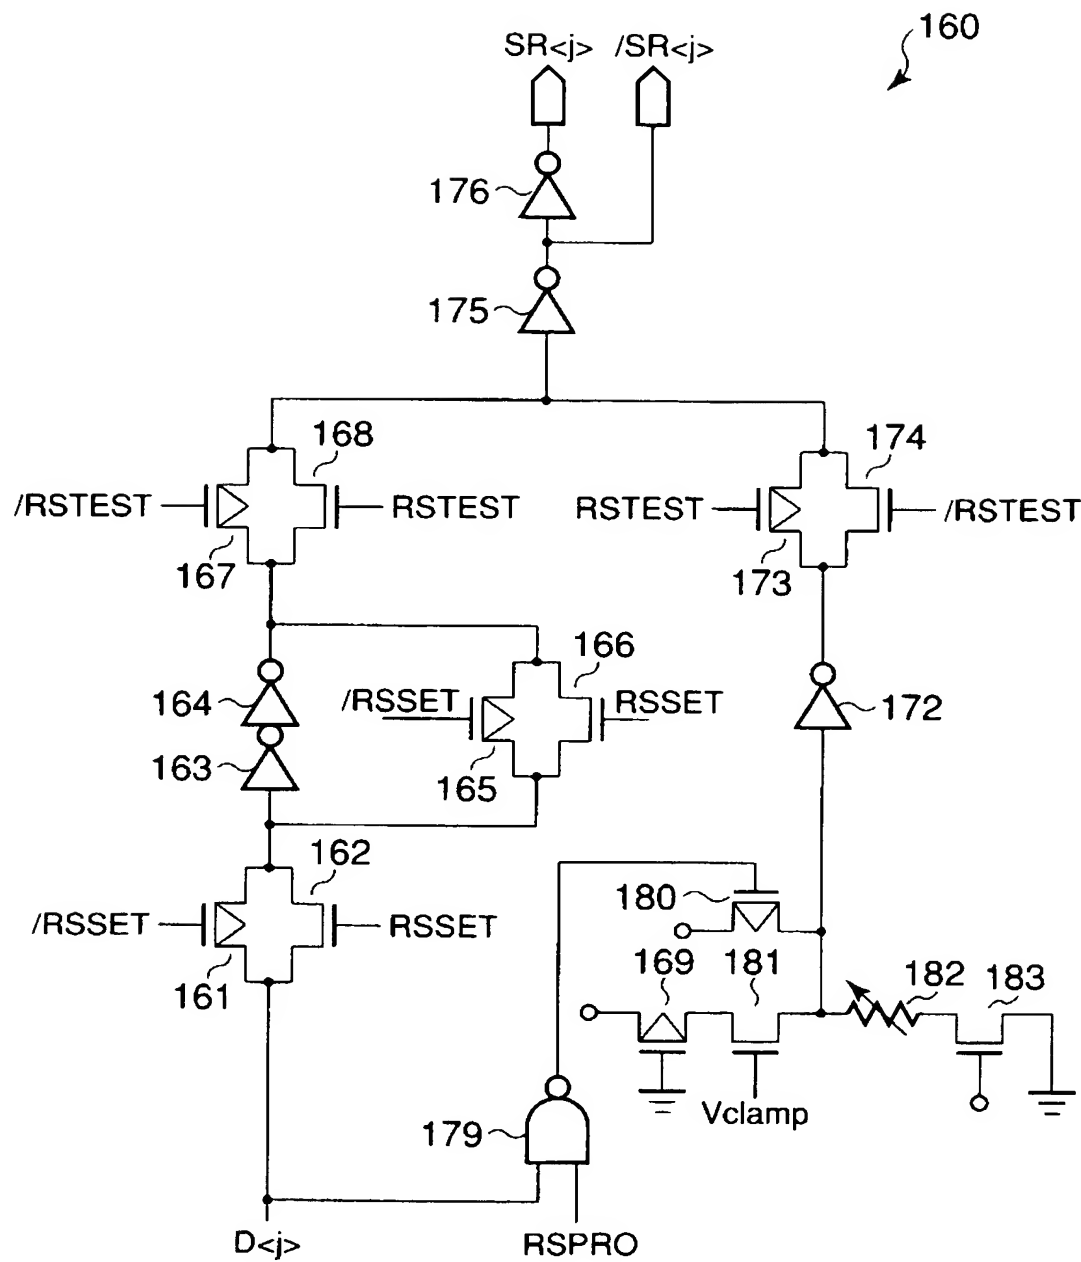 160
SR<j> /SR<j>
176
175
168
174
/RSTEST RSTEST RSTEST /RSTEST
167
173
166
164 /RSSET RSSET 172
163
165
162
180
/RSSET RSSET
169 181 182 183
161
Vclamp
179
D<j> RSPRO